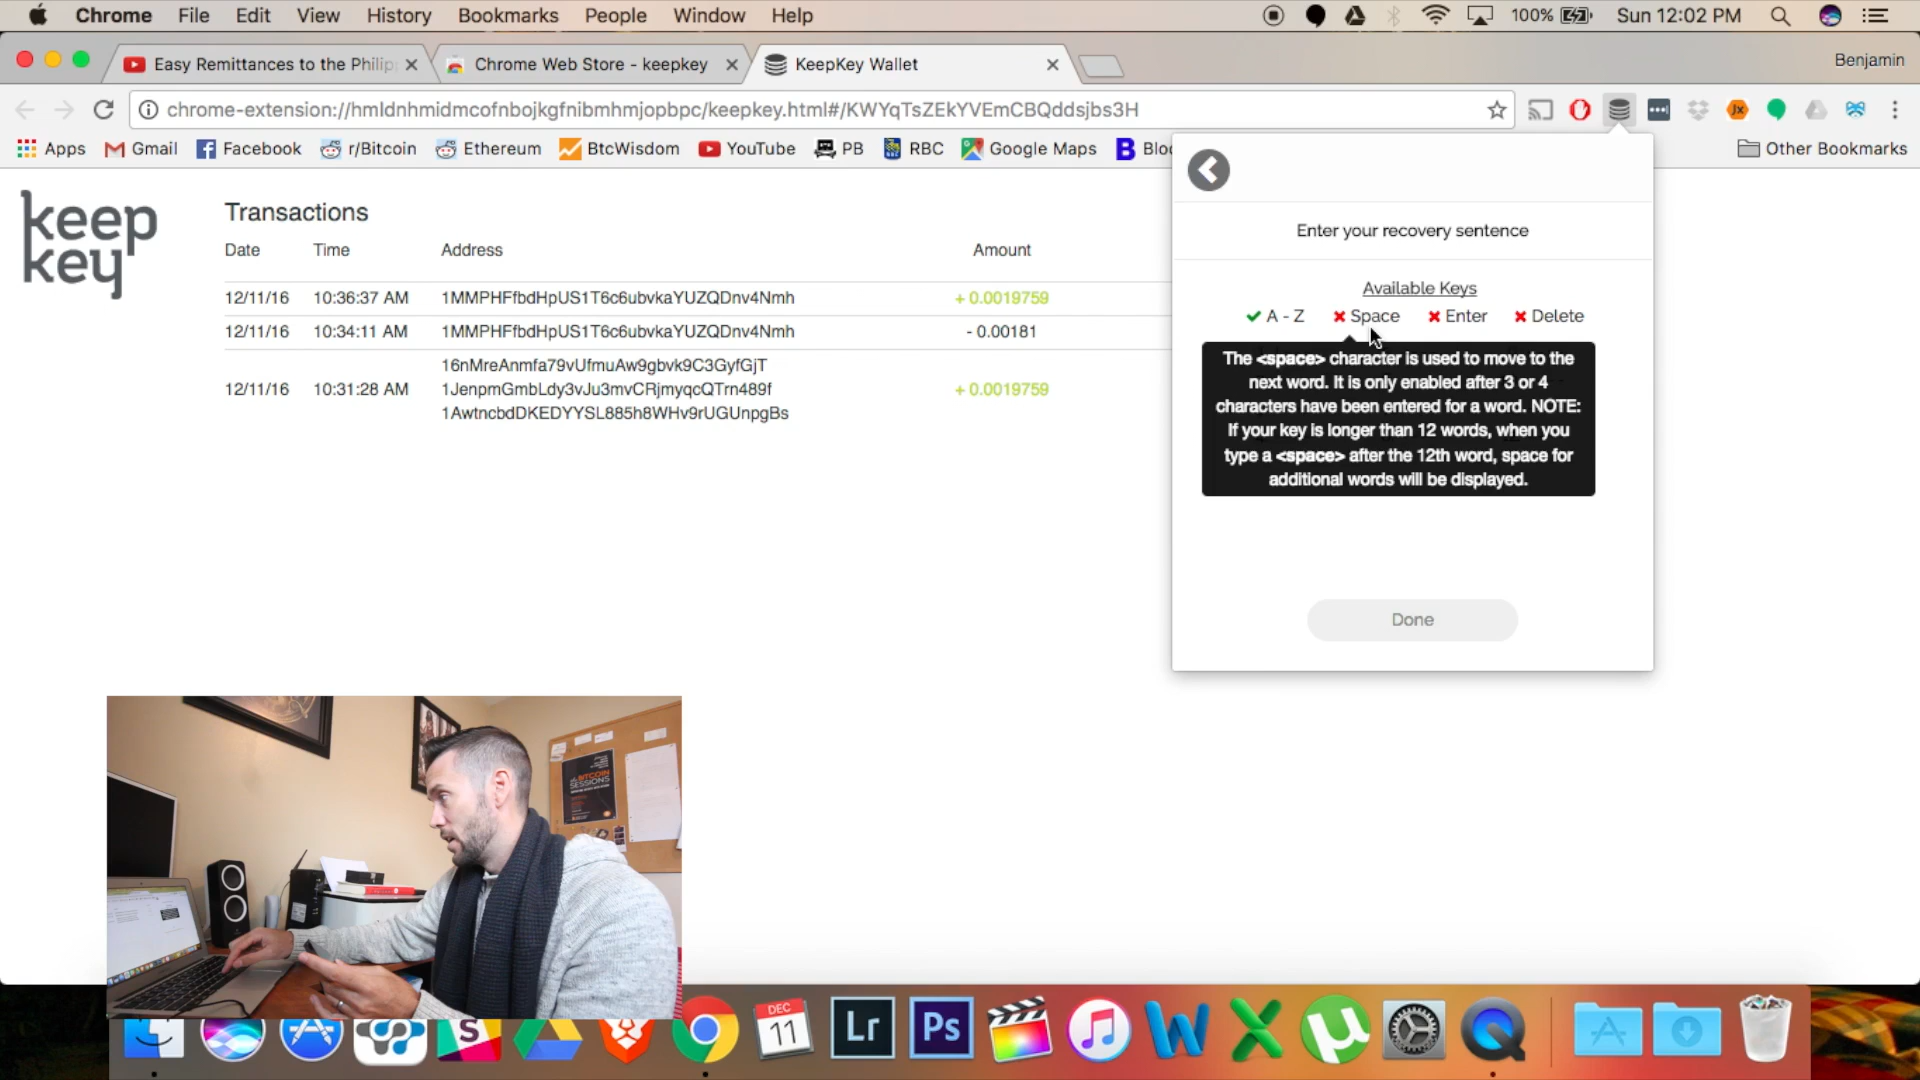 Chrome File Edit View History Bookmarks People Window Help
100% Sun 12:02 PM
Easy Remittances to the Philip
Chrome Web Store - keepkey
KeepKey Wallet
Benjamin
chrome-extension://hmldnhmidmcofnbojkgfnibmhmjopbpc/keepkey.html#/KWYqTsZEkYVEmCBQddsjbs3H
Apps Gmail Facebook r/Bitcoin Ethereum BtcWisdom YouTube PB RBC Google Maps Bloc Other Bookmarks
keep
key
Transactions
Date Time Address Amount
12/11/16 10:36:37 AM 1MMPHFfbdHpUS1T6c6ubvkaYUZQDnv4Nmh + 0.0019759
12/11/16 10:34:11 AM 1MMPHFfbdHpUS1T6c6ubvkaYUZQDnv4Nmh - 0.00181
16nMreAnmfa79vUfmuAw9gbvk9C3GyfGjT
12/11/16 10:31:28 AM 1JenpmGmbLdy3vJu3mvCRjmyqcQTrn489f + 0.0019759
1AwtncbdDKEDYYSL885h8WHv9rUGUnpgBs
Enter your recovery sentence
Available Keys
A - Z Space Enter Delete
The <space> character is used to move to the
next word. It is only enabled after 3 or 4
characters have been entered for a word. NOTE:
If your key is longer than 12 words, when you
type a <space> after the 12th word, space for
additional words will be displayed.
Done
BITCOIN
SESSIONS
DEC
11
Lr
Ps